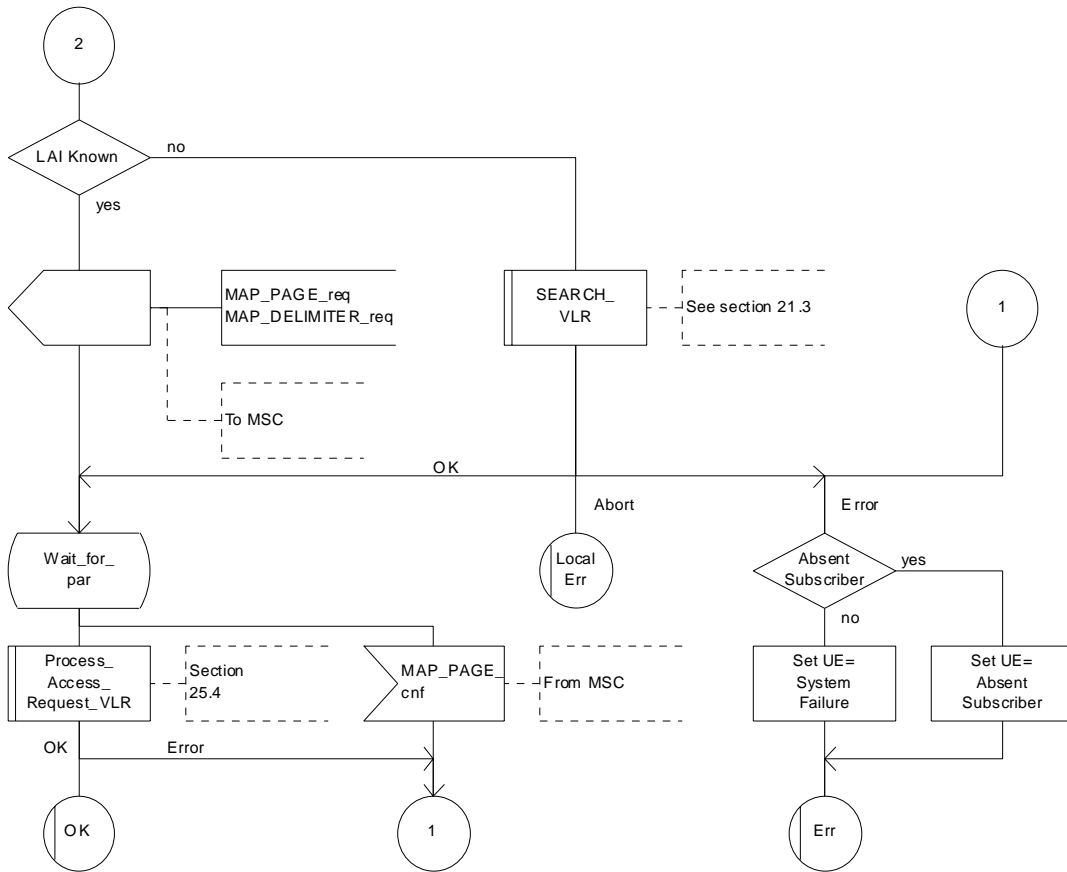 2
LAI Known
no
yes
MAP_PAGE_req
MAP_DELIMITER_req
SEARCH_
VLR
See section 21.3
1
To MSC
OK
Abort
Error
Wait_for_
par
Local
Err
Absent
Subscriber
yes
no
Process_
Access_
Request_VLR
Section
25.4
MAP_PAGE_
cnf
From MSC
Set UE=
System
Failure
Set UE=
Absent
Subscriber
OK
Error
OK
1
Err